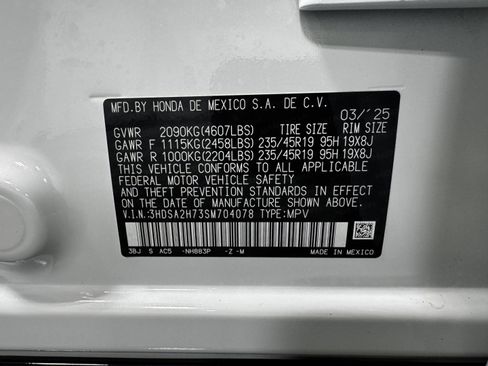 MFD.BY HONDA DE MEXICO S.A. DE C.V.
03/'25
GVWR 2090KG(4607LBS) TIRE SIZE RIM SIZE
GAWR F 1115KG(2458LBS) 235/45R19 95H 19X8J
GAWR R 1000KG(2204LBS) 235/45R19 95H 19X8J
THIS VEHICLE CONFORMS TO ALL APPLICABLE
FEDERAL MOTOR VEHICLE SAFETY, BUMPER,
AND THEFT PREVENTION STANDARDS IN EFFECT
ON THE DATE OF MANUFACTURE SHOWN ABOVE.
V.I.N.:3HDSA2H73SM704078 TYPE:MPV
3BJ S AC5 -NH883P -Z -M MADE IN MEXICO